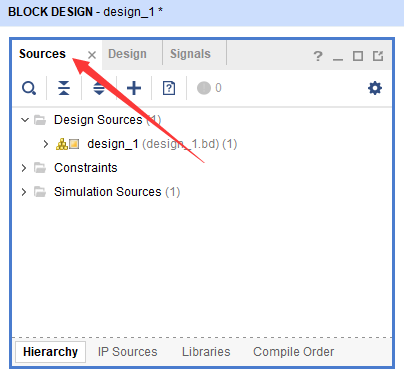 BLOCK DESIGN - design_1 *
Sources × Design Signals
? 0
Design Sources (1)
design_1 (design_1.bd) (1)
Constraints
Simulation Sources (1)
Hierarchy IP Sources Libraries Compile Order